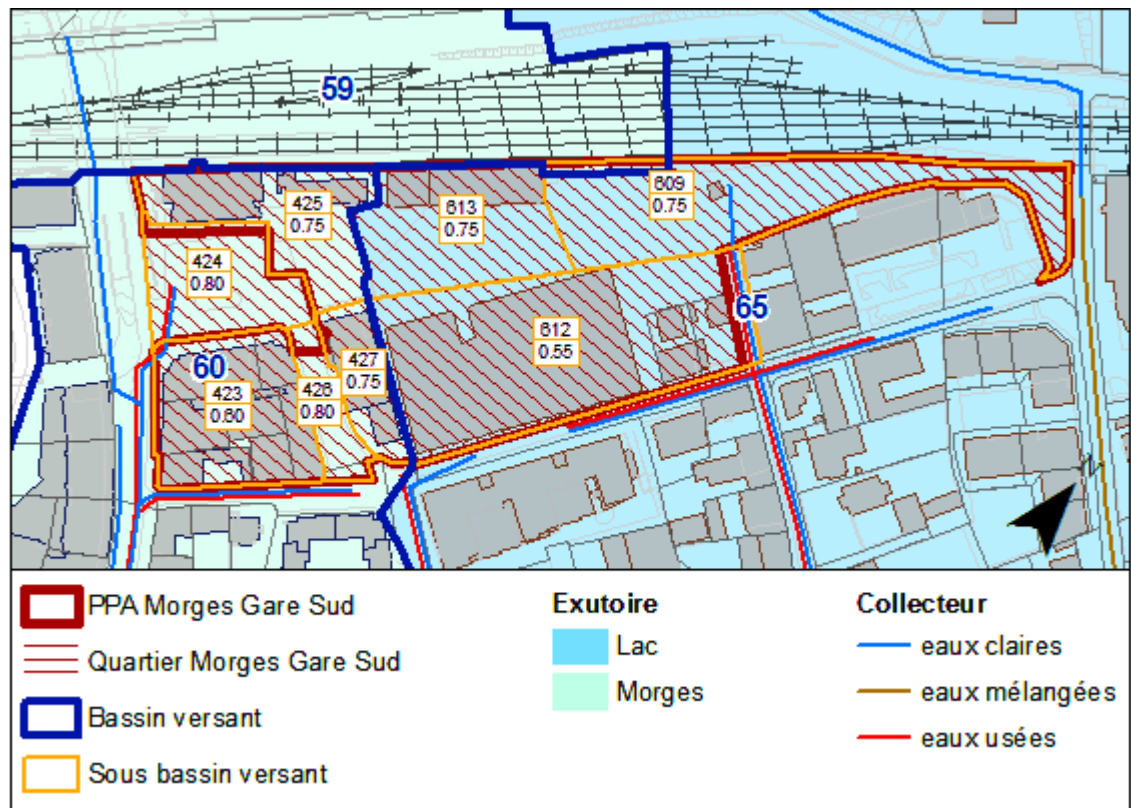 59
609
0.75
425
0.75
613
0.75
424
0.80
65
612
0.55
60
427
0.75
423
0.60
426
0.80
PPA Morges Gare Sud
Quartier Morges Gare Sud
Bassin versant
Sous bassin versant
Exutoire
Lac
Morges
Collecteur
eaux claires
eaux mélangées
eaux usées